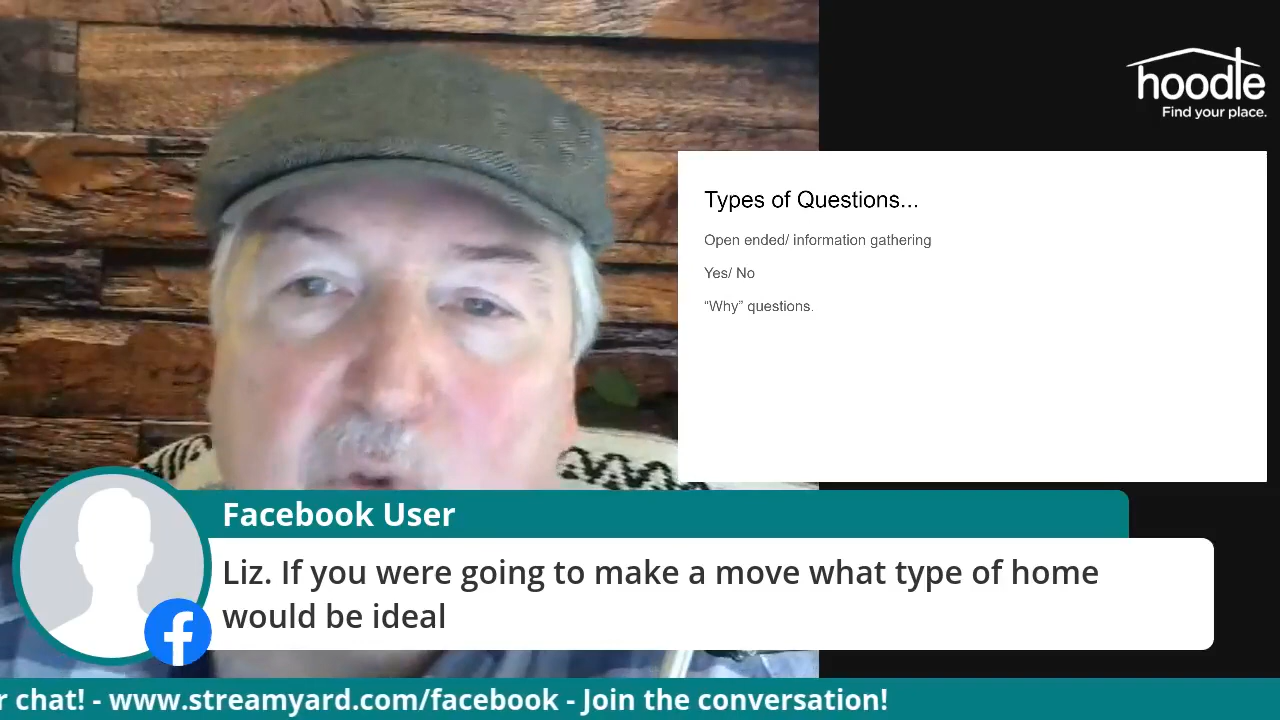 hoodle
Find your place.
Types of Questions...
Open ended/ information gathering
Yes/ No
“Why” questions.
Facebook User
Liz. If you were going to make a move what type of home
would be ideal
r chat! - www.streamyard.com/facebook - Join the conversation!